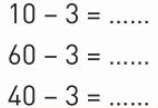 10 – 3 = ......
60 – 3 = ......
40 – 3 = ......